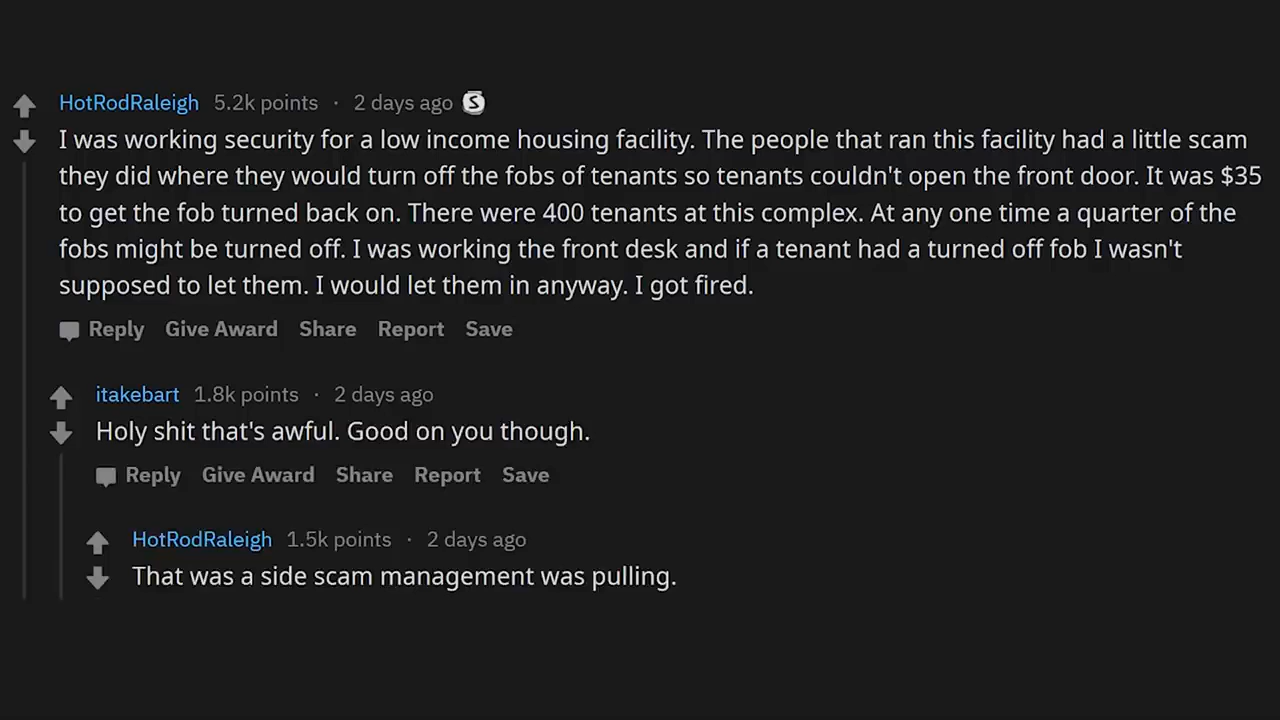 HotRodRaleigh 5.2k points · 2 days ago S
I was working security for a low income housing facility. The people that ran this facility had a little scam
they did where they would turn off the fobs of tenants so tenants couldn't open the front door. It was $35
to get the fob turned back on. There were 400 tenants at this complex. At any one time a quarter of the
fobs might be turned off. I was working the front desk and if a tenant had a turned off fob I wasn't
supposed to let them. I would let them in anyway. I got fired.
Reply Give Award Share Report Save
itakebart 1.8k points · 2 days ago
Holy shit that's awful. Good on you though.
Reply Give Award Share Report Save
HotRodRaleigh 1.5k points · 2 days ago
That was a side scam management was pulling.